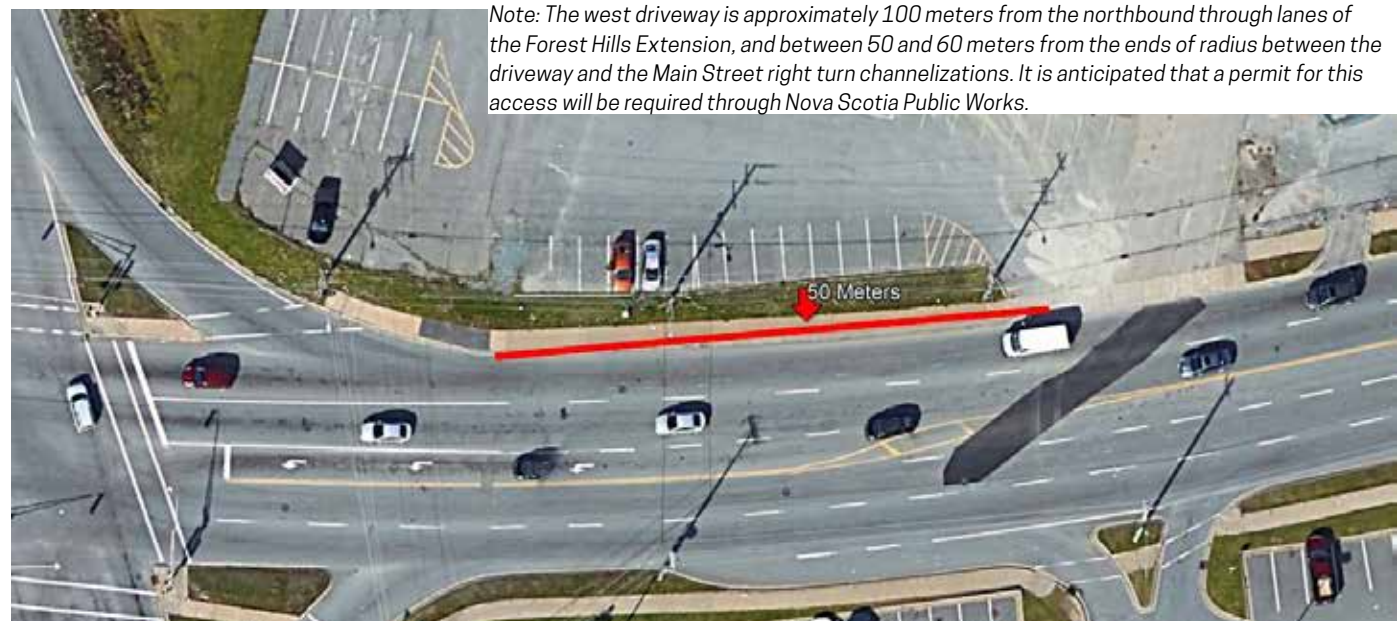 Note: The west driveway is approximately 100 meters from the northbound through lanes of
the Forest Hills Extension, and between 50 and 60 meters from the ends of radius between the
driveway and the Main Street right turn channelizations. It is anticipated that a permit for this
access will be required through Nova Scotia Public Works.
50 Meters